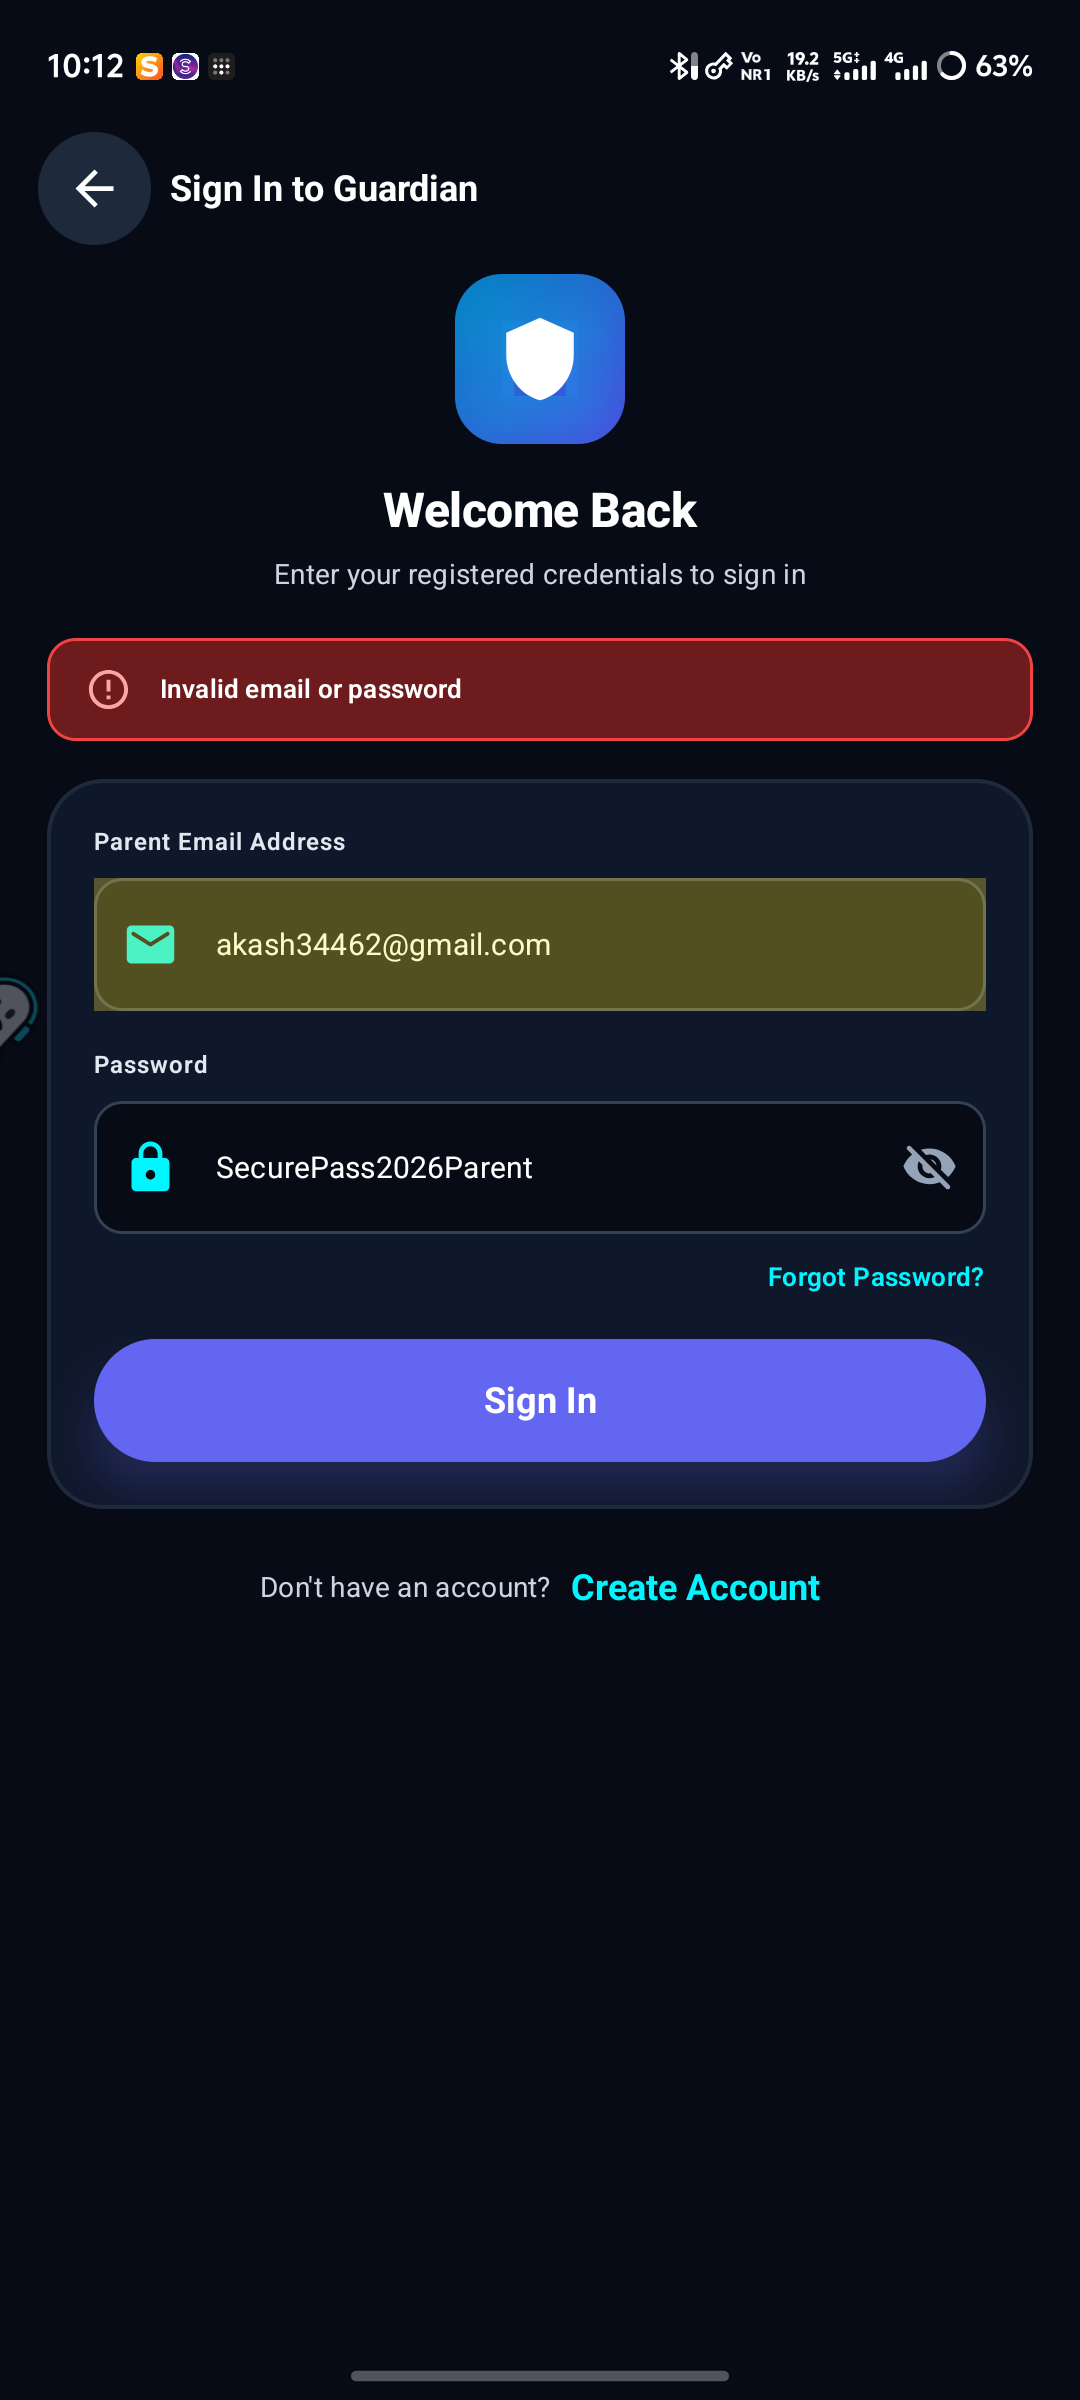 10:12
Vo NR1 19.2 KB/s 5G 4G 63%
Sign In to Guardian
Welcome Back
Enter your registered credentials to sign in
Invalid email or password
Parent Email Address
akash34462@gmail.com
Password
SecurePass2026Parent
Forgot Password?
Sign In
Don't have an account? Create Account